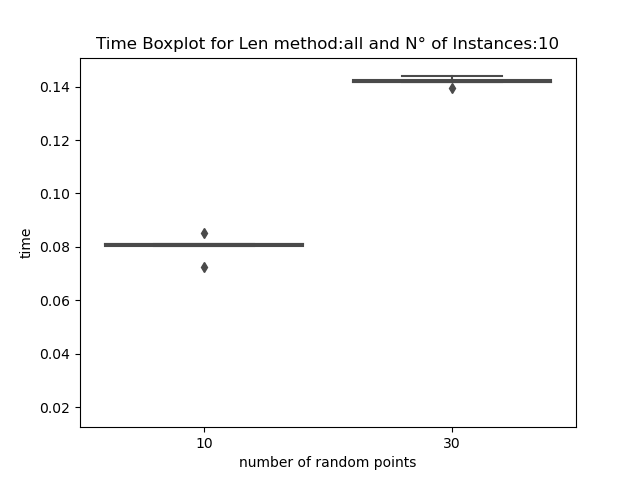 Time Boxplot for Len method:all and N° of Instances:10
0.14
0.12
0.10
0.08
0.06
0.04
0.02
time
10 30
number of random points